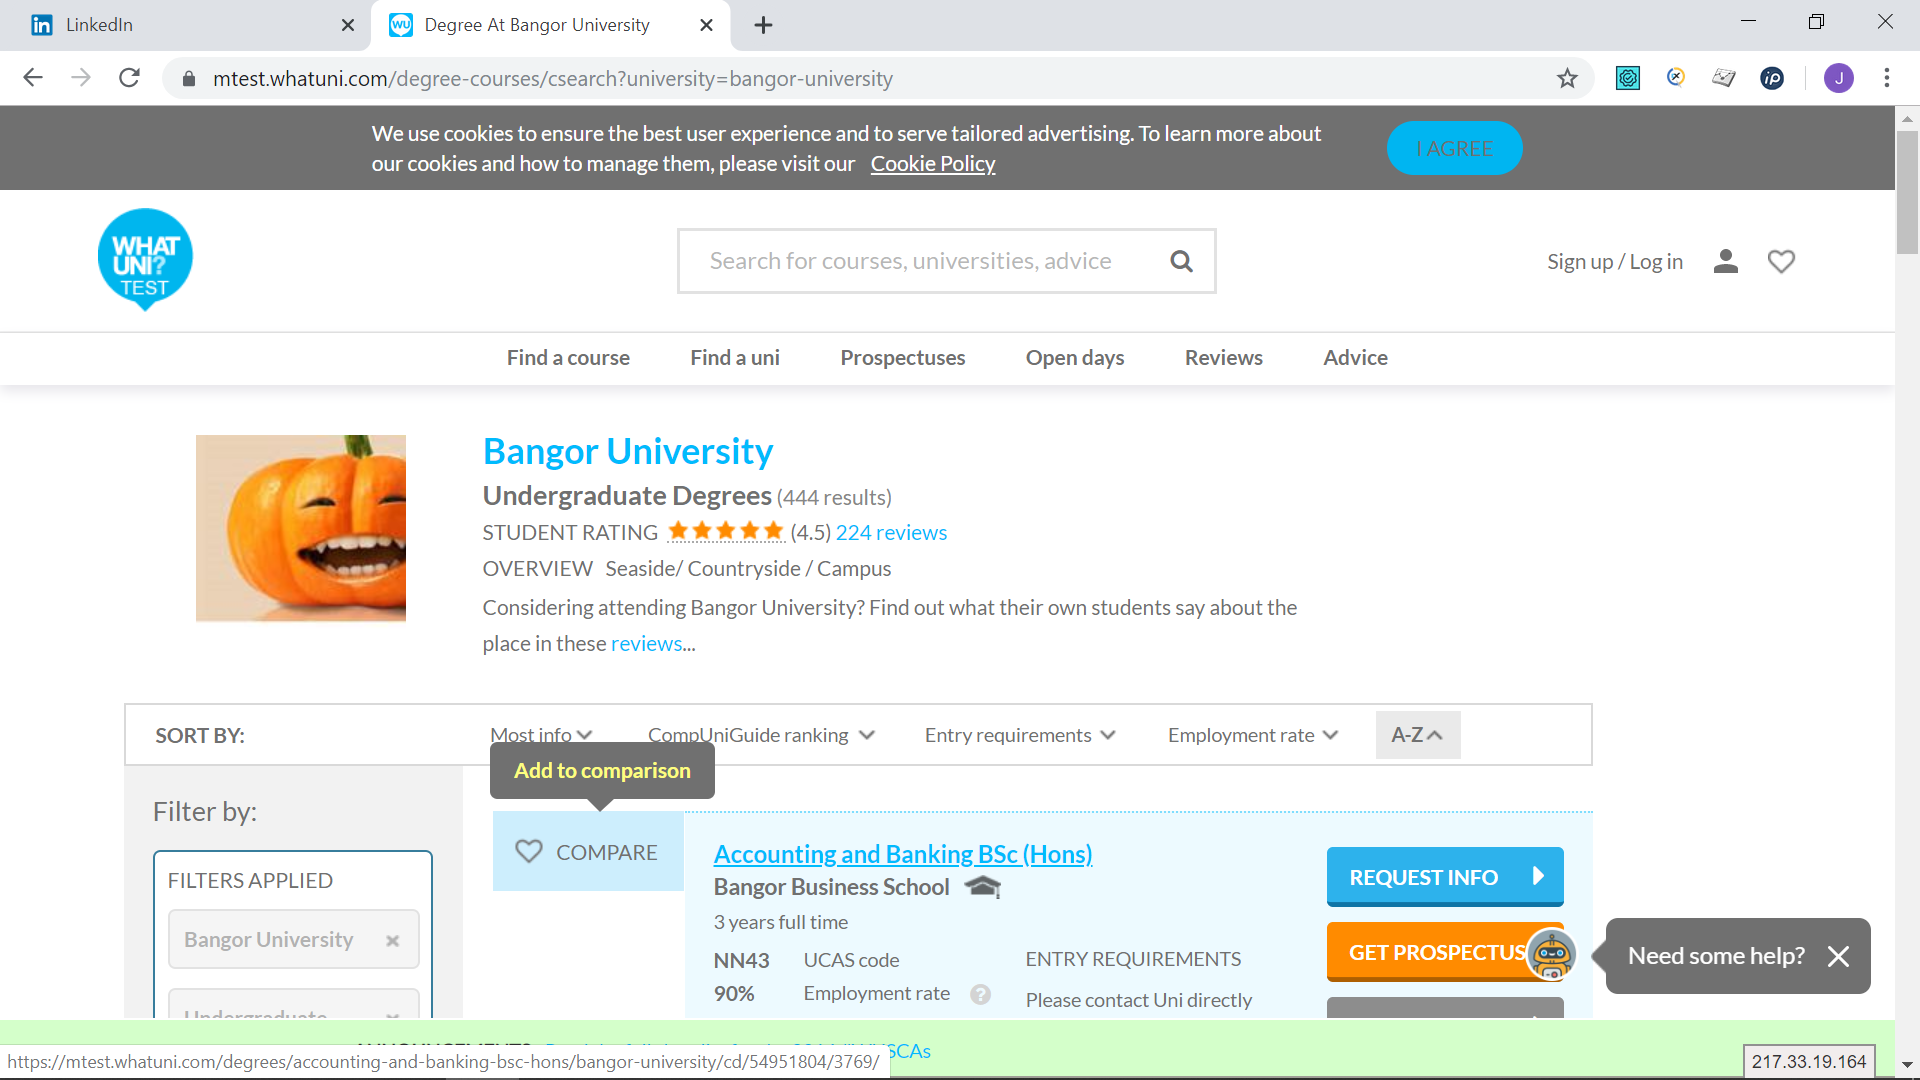 LinkedIn
Degree At Bangor University
mtest.whatuni.com/degree-courses/csearch?university=bangor-university
We use cookies to ensure the best user experience and to serve tailored advertising. To learn more about
our cookies and how to manage them, please visit our Cookie Policy
I AGREE
WHAT
UNI?
TEST
Search for courses, universities, advice
Sign up / Log in
Find a course Find a uni Prospectuses Open days Reviews Advice
Bangor University
Undergraduate Degrees (444 results)
STUDENT RATING (4.5) 224 reviews
OVERVIEW Seaside/ Countryside / Campus
Considering attending Bangor University? Find out what their own students say about the
place in these reviews...
SORT BY: Most info CompUniGuide ranking Entry requirements Employment rate A-Z
Add to comparison
Filter by:
FILTERS APPLIED
Bangor University
Undergraduate
COMPARE
Accounting and Banking BSc (Hons)
Bangor Business School
3 years full time
NN43 UCAS code
90% Employment rate ?
ENTRY REQUIREMENTS
Please contact Uni directly
REQUEST INFO
GET PROSPECTUS
Need some help?
SCAs
https://mtest.whatuni.com/degrees/accounting-and-banking-bsc-hons/bangor-university/cd/54951804/3769/
217.33.19.164
J
ip
WU
in